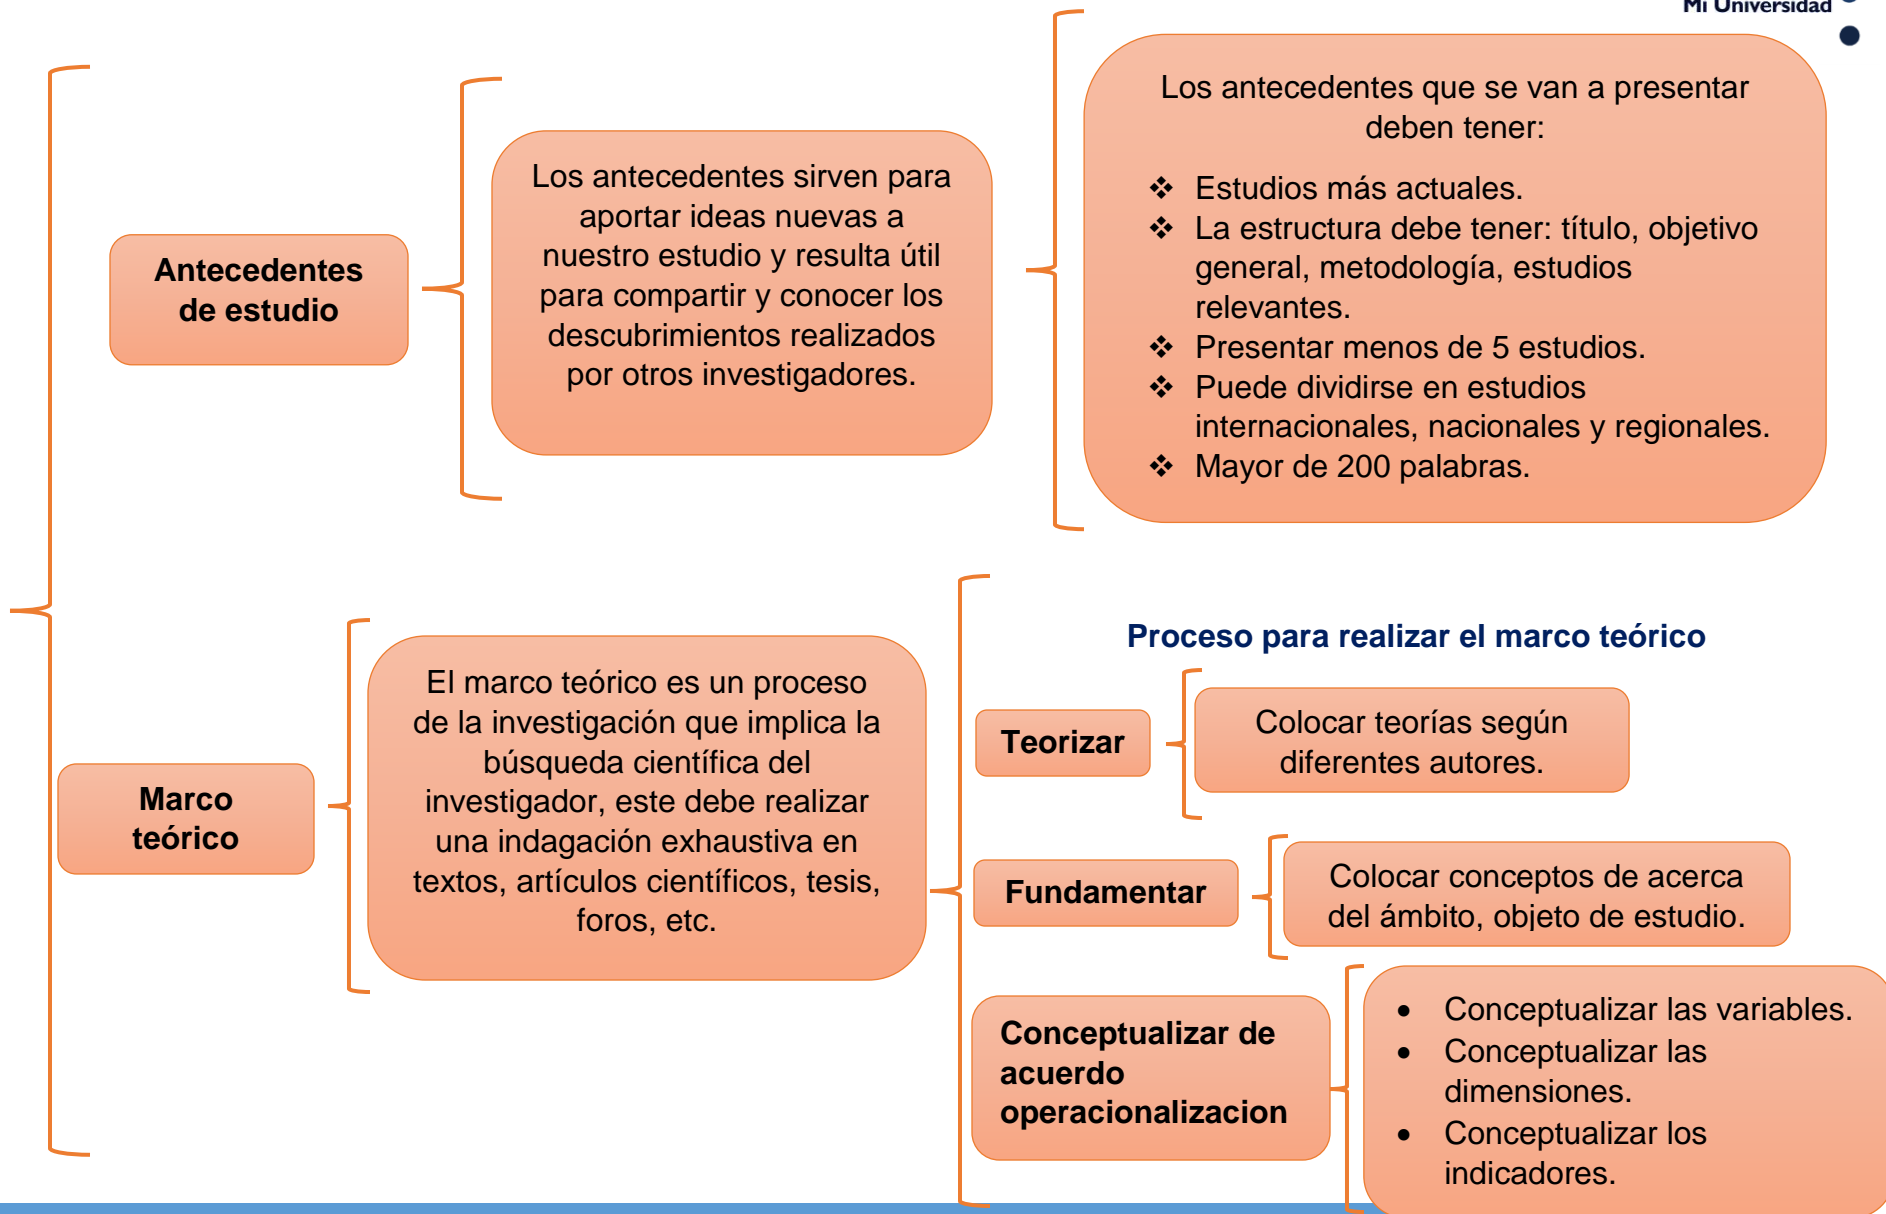 Mi Universidad
Antecedentes
de estudio
Los antecedentes sirven para
aportar ideas nuevas a
nuestro estudio y resulta útil
para compartir y conocer los
descubrimientos realizados
por otros investigadores.
Los antecedentes que se van a presentar
deben tener:
❖ Estudios más actuales.
❖ La estructura debe tener: título, objetivo
general, metodología, estudios
relevantes.
❖ Presentar menos de 5 estudios.
❖ Puede dividirse en estudios
internacionales, nacionales y regionales.
❖ Mayor de 200 palabras.
Marco
teórico
El marco teórico es un proceso
de la investigación que implica la
búsqueda científica del
investigador, este debe realizar
una indagación exhaustiva en
textos, artículos científicos, tesis,
foros, etc.
Proceso para realizar el marco teórico
Teorizar
Colocar teorías según
diferentes autores.
Fundamentar
Colocar conceptos de acerca
del ámbito, objeto de estudio.
Conceptualizar de
acuerdo
operacionalizacion
• Conceptualizar las variables.
• Conceptualizar las
dimensiones.
• Conceptualizar los
indicadores.